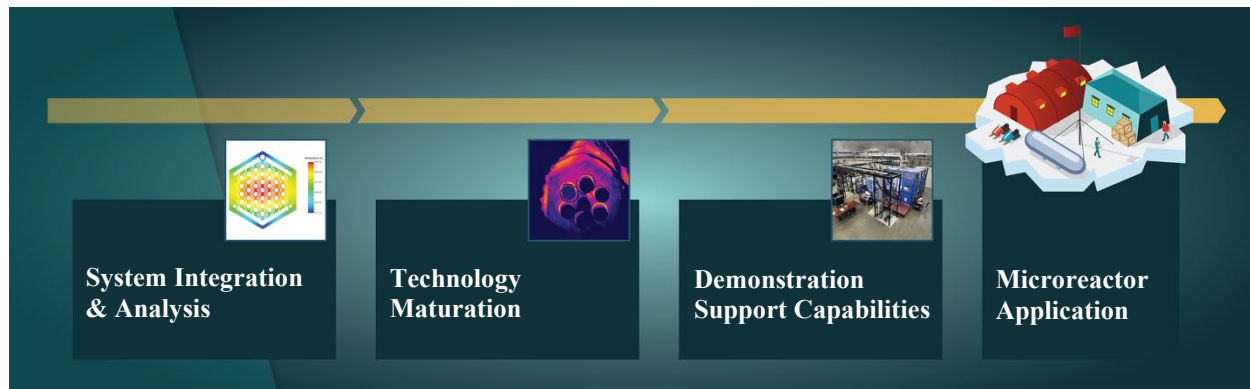 System Integration
& Analysis
Technology
Maturation
Demonstration
Support Capabilities
Microreactor
Application